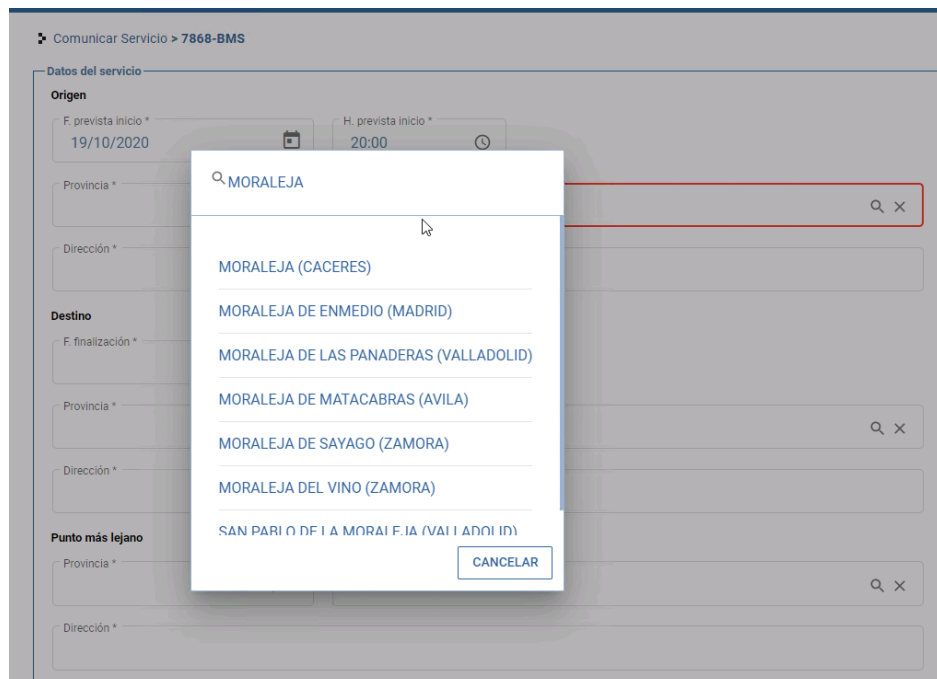 Comunicar Servicio > 7868-BMS
Datos del servicio
Origen
F. prevista inicio *
H. prevista inicio *
19/10/2020
20:00
Provincia *
Dirección *
Destino
F. finalización *
Provincia *
Dirección *
Punto más lejano
Provincia *
Dirección *
MORALEJA
MORALEJA (CACERES)
MORALEJA DE ENMEDIO (MADRID)
MORALEJA DE LAS PANADERAS (VALLADOLID)
MORALEJA DE MATACABRAS (AVILA)
MORALEJA DE SAYAGO (ZAMORA)
MORALEJA DEL VINO (ZAMORA)
SAN PABLO DE LA MORALEJA (VALLADOLID)
CANCELAR